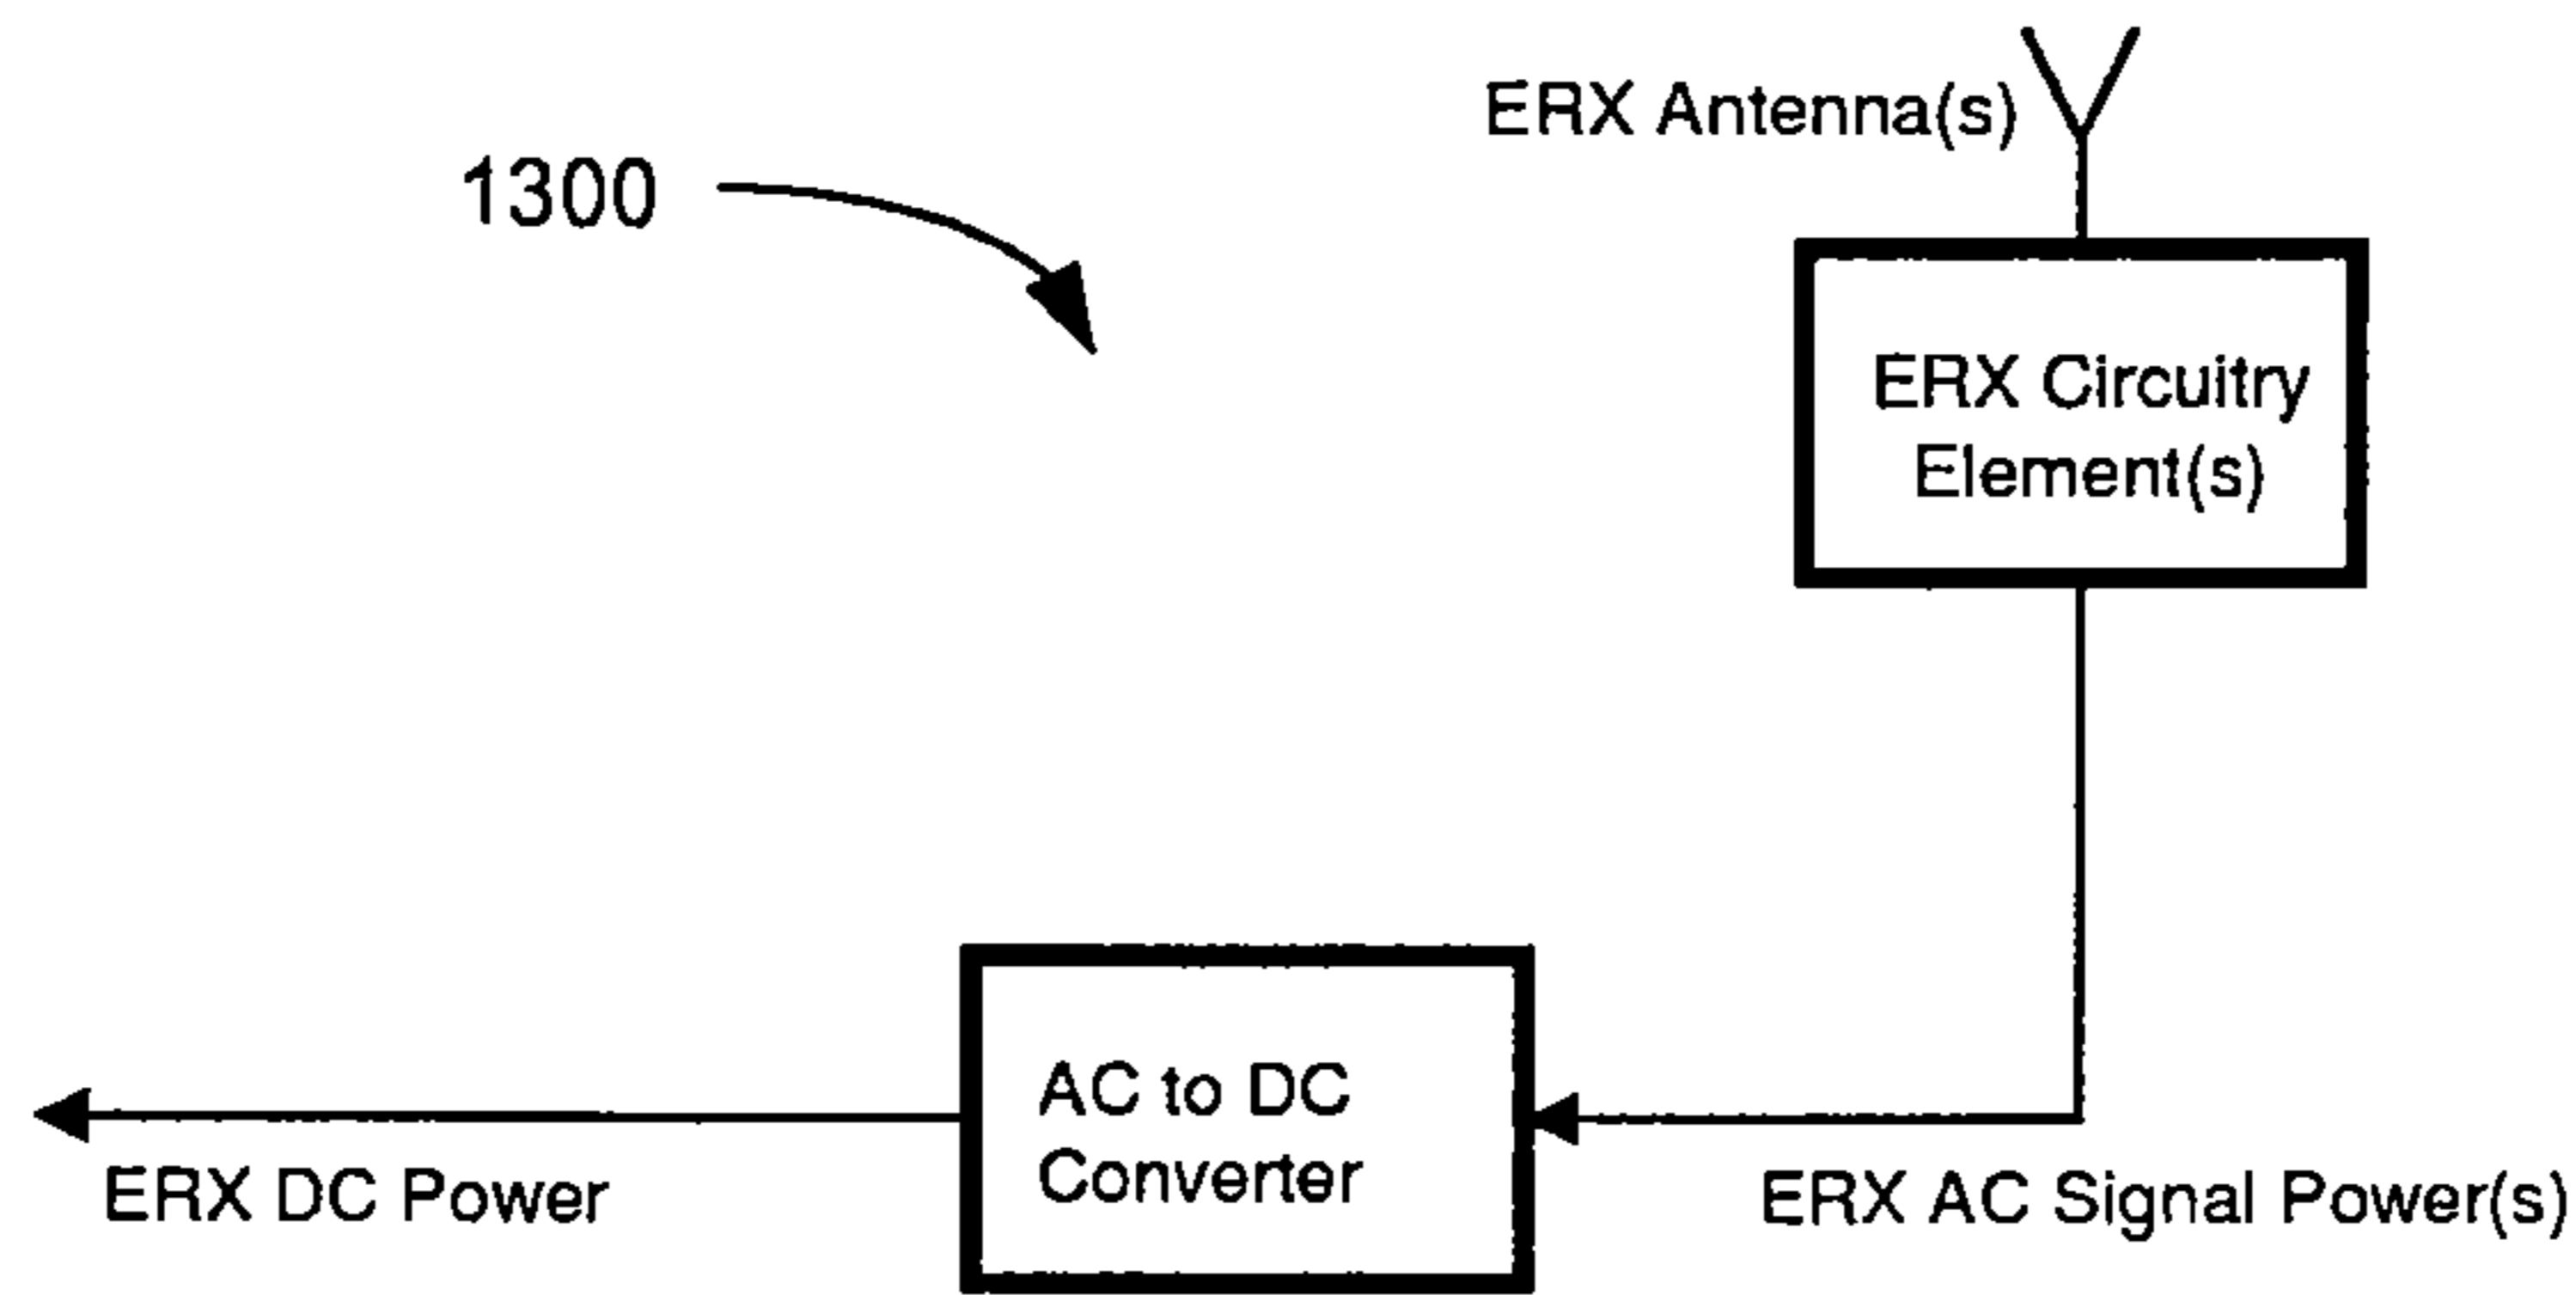 ERX Antenna(s)
1300
ERX Circuitry
Element(s)
AC to DC
Converter
ERX DC Power
ERX AC Signal Power(s)